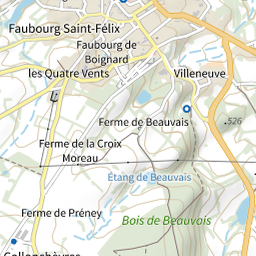 Faubourg Saint-Félix
Faubourg de
Boignard
les Quatre Vents
Villeneuve
Ferme de Beauvais
.526
Ferme de la Croix
Moreau
Étang de Beauvais
Ferme de Préney
Bois de Beauvais